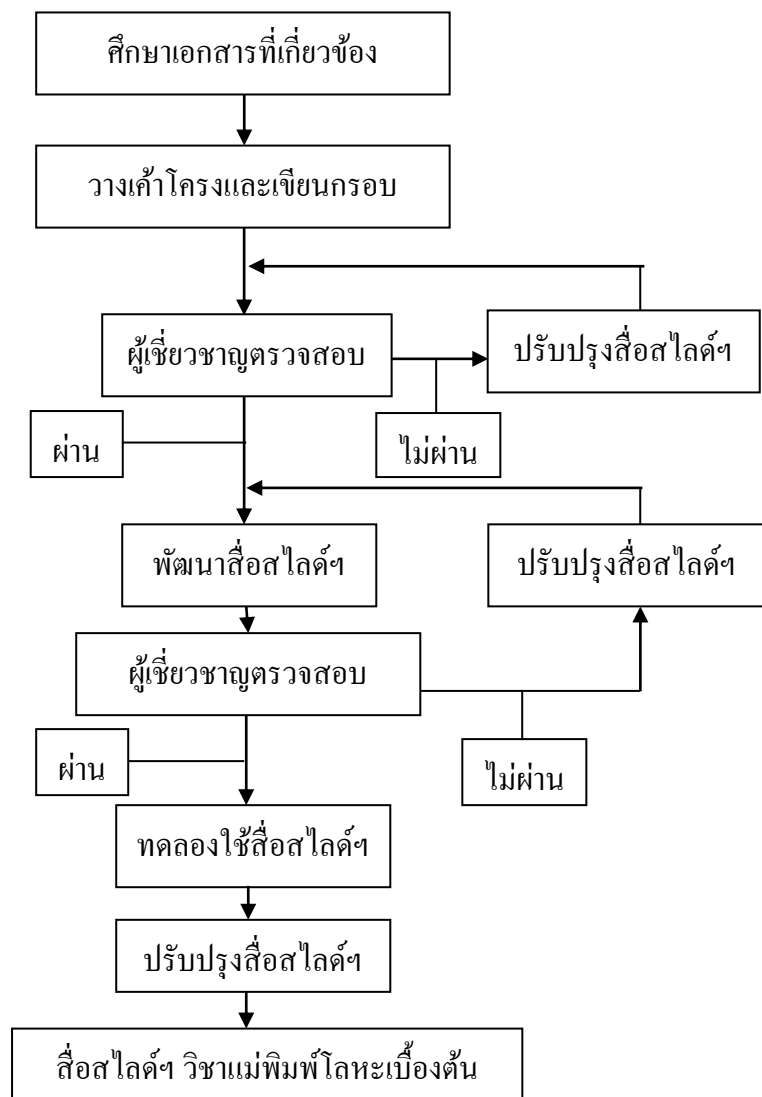 ศึกษาเอกสารที่เกี่ยวข้อง
วางเค้าโครงและเขียนกรอบ
ผู้เชี่ยวชาญตรวจสอบ
ปรับปรุงสื่อสไลด์ฯ
ผ่าน
ไม่ผ่าน
พัฒนาสื่อสไลด์ฯ
ปรับปรุงสื่อสไลด์ฯ
ผู้เชี่ยวชาญตรวจสอบ
ผ่าน
ไม่ผ่าน
ทดลองใช้สื่อสไลด์ฯ
ปรับปรุงสื่อสไลด์ฯ
สื่อสไลด์ฯ วิชาแม่พิมพ์โลหะเบื้องต้น